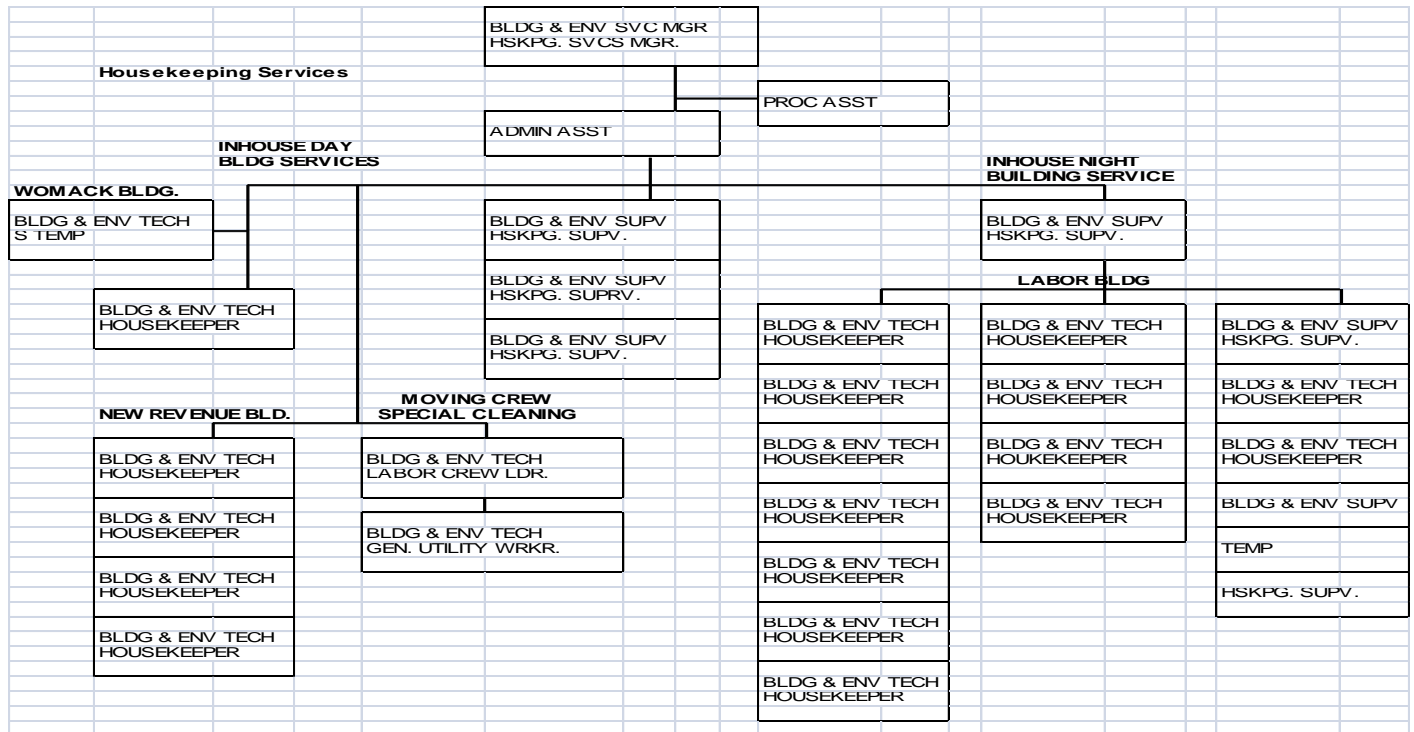 BLDG & ENV SVC MGR
HSKPG. SVCS MGR.
Housekeeping Services
PROC ASST
ADMIN ASST
INHOUSE DAY
BLDG SERVICES
INHOUSE NIGHT
BUILDING SERVICE
WOMACK BLDG.
BLDG & ENV TECH
S TEMP
BLDG & ENV TECH
HOUSEKEEPER
BLDG & ENV SUPV
HSKPG. SUPV.
BLDG & ENV SUPV
HSKPG. SUPRV.
BLDG & ENV SUPV
HSKPG. SUPV.
BLDG & ENV SUPV
HSKPG. SUPV.
LABOR BLDG
NEW REVENUE BLD.
BLDG & ENV TECH
HOUSEKEEPER
BLDG & ENV TECH
HOUSEKEEPER
BLDG & ENV TECH
HOUSEKEEPER
BLDG & ENV TECH
HOUSEKEEPER
MOVING CREW
SPECIAL CLEANING
BLDG & ENV TECH
LABOR CREW LDR.
BLDG & ENV TECH
GEN. UTILITY WRKR.
BLDG & ENV TECH
HOUSEKEEPER
BLDG & ENV TECH
HOUSEKEEPER
BLDG & ENV TECH
HOUSEKEEPER
BLDG & ENV TECH
HOUSEKEEPER
BLDG & ENV TECH
HOUSEKEEPER
BLDG & ENV TECH
HOUSEKEEPER
BLDG & ENV TECH
HOUSEKEEPER
BLDG & ENV TECH
HOUSEKEEPER
BLDG & ENV TECH
HOUSEKEEPER
BLDG & ENV TECH
HOUKEKEEPER
BLDG & ENV TECH
HOUSEKEEPER
BLDG & ENV SUPV
HSKPG. SUPV.
BLDG & ENV TECH
HOUSEKEEPER
BLDG & ENV TECH
HOUSEKEEPER
BLDG & ENV SUPV
TEMP
HSKPG. SUPV.